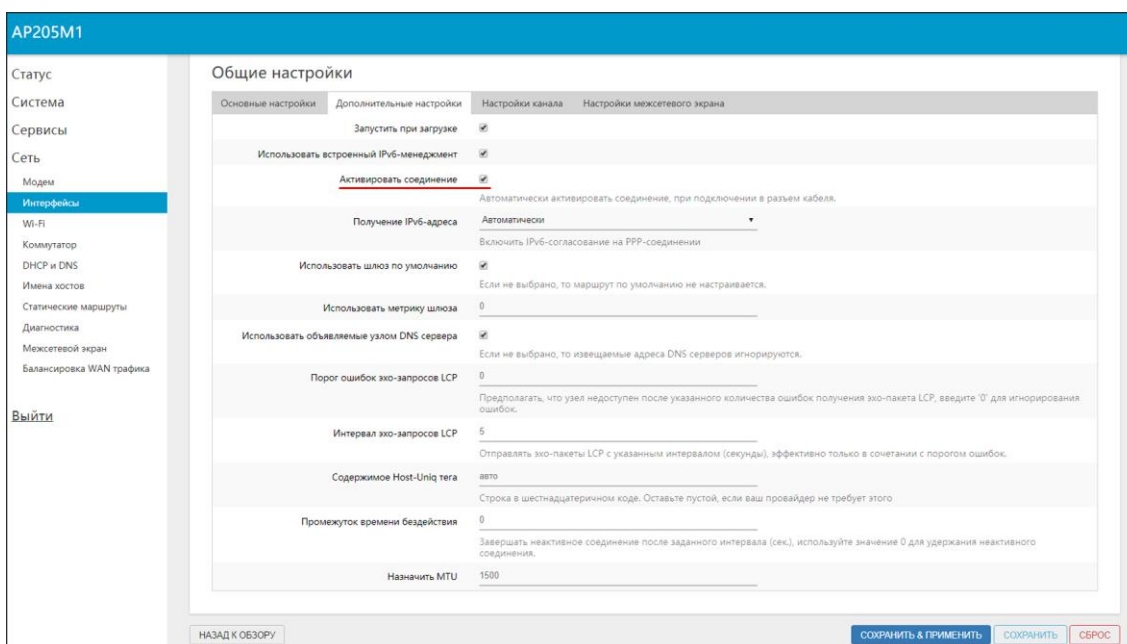 AP205M1
Статус
Система
Сервисы
Сеть
Модем
Интерфейсы
Wi-Fi
Коммутатор
DHCP и DNS
Имена хостов
Статические маршруты
Диагностика
Межсетевой экран
Балансировка WAN трафика
Выйти
Общие настройки
Основные настройки Дополнительные настройки Настройки канала Настройки межсетевого экрана
Запустить при загрузке
Использовать встроенный IPv6-менеджмент
Активировать соединение
Автоматически активировать соединение, при подключении в разъем кабеля.
Получение IPv6-адреса Автоматически
Включить IPv6-согласование на PPP-соединении
Использовать шлюз по умолчанию
Если не выбрано, то маршрут по умолчанию не настраивается.
Использовать метрику шлюза 0
Использовать объявляемые узлом DNS сервера
Если не выбрано, то извещаемые адреса DNS серверов игнорируются.
Порог ошибок эхо-запросов LCP 0
Предполагать, что узел недоступен после указанного количества ошибок получения эхо-пакета LCP, введите '0' для игнорирования
ошибок.
Интервал эхо-запросов LCP 5
Отправлять эхо-пакеты LCP с указанным интервалом (секунды), эффективно только в сочетании с порогом ошибок.
Содержимое Host-Uniq тега авто
Строка в шестнадцатеричном коде. Оставьте пустой, если ваш провайдер не требует этого
Промежуток времени бездействия 0
Завершать неактивное соединение после заданного интервала (сек.), используйте значение 0 для удержания неактивного
соединения.
Назначить MTU 1500
НАЗАД К ОБЗОРУ СОХРАНИТЬ & ПРИМЕНИТЬ СОХРАНИТЬ СБРОС